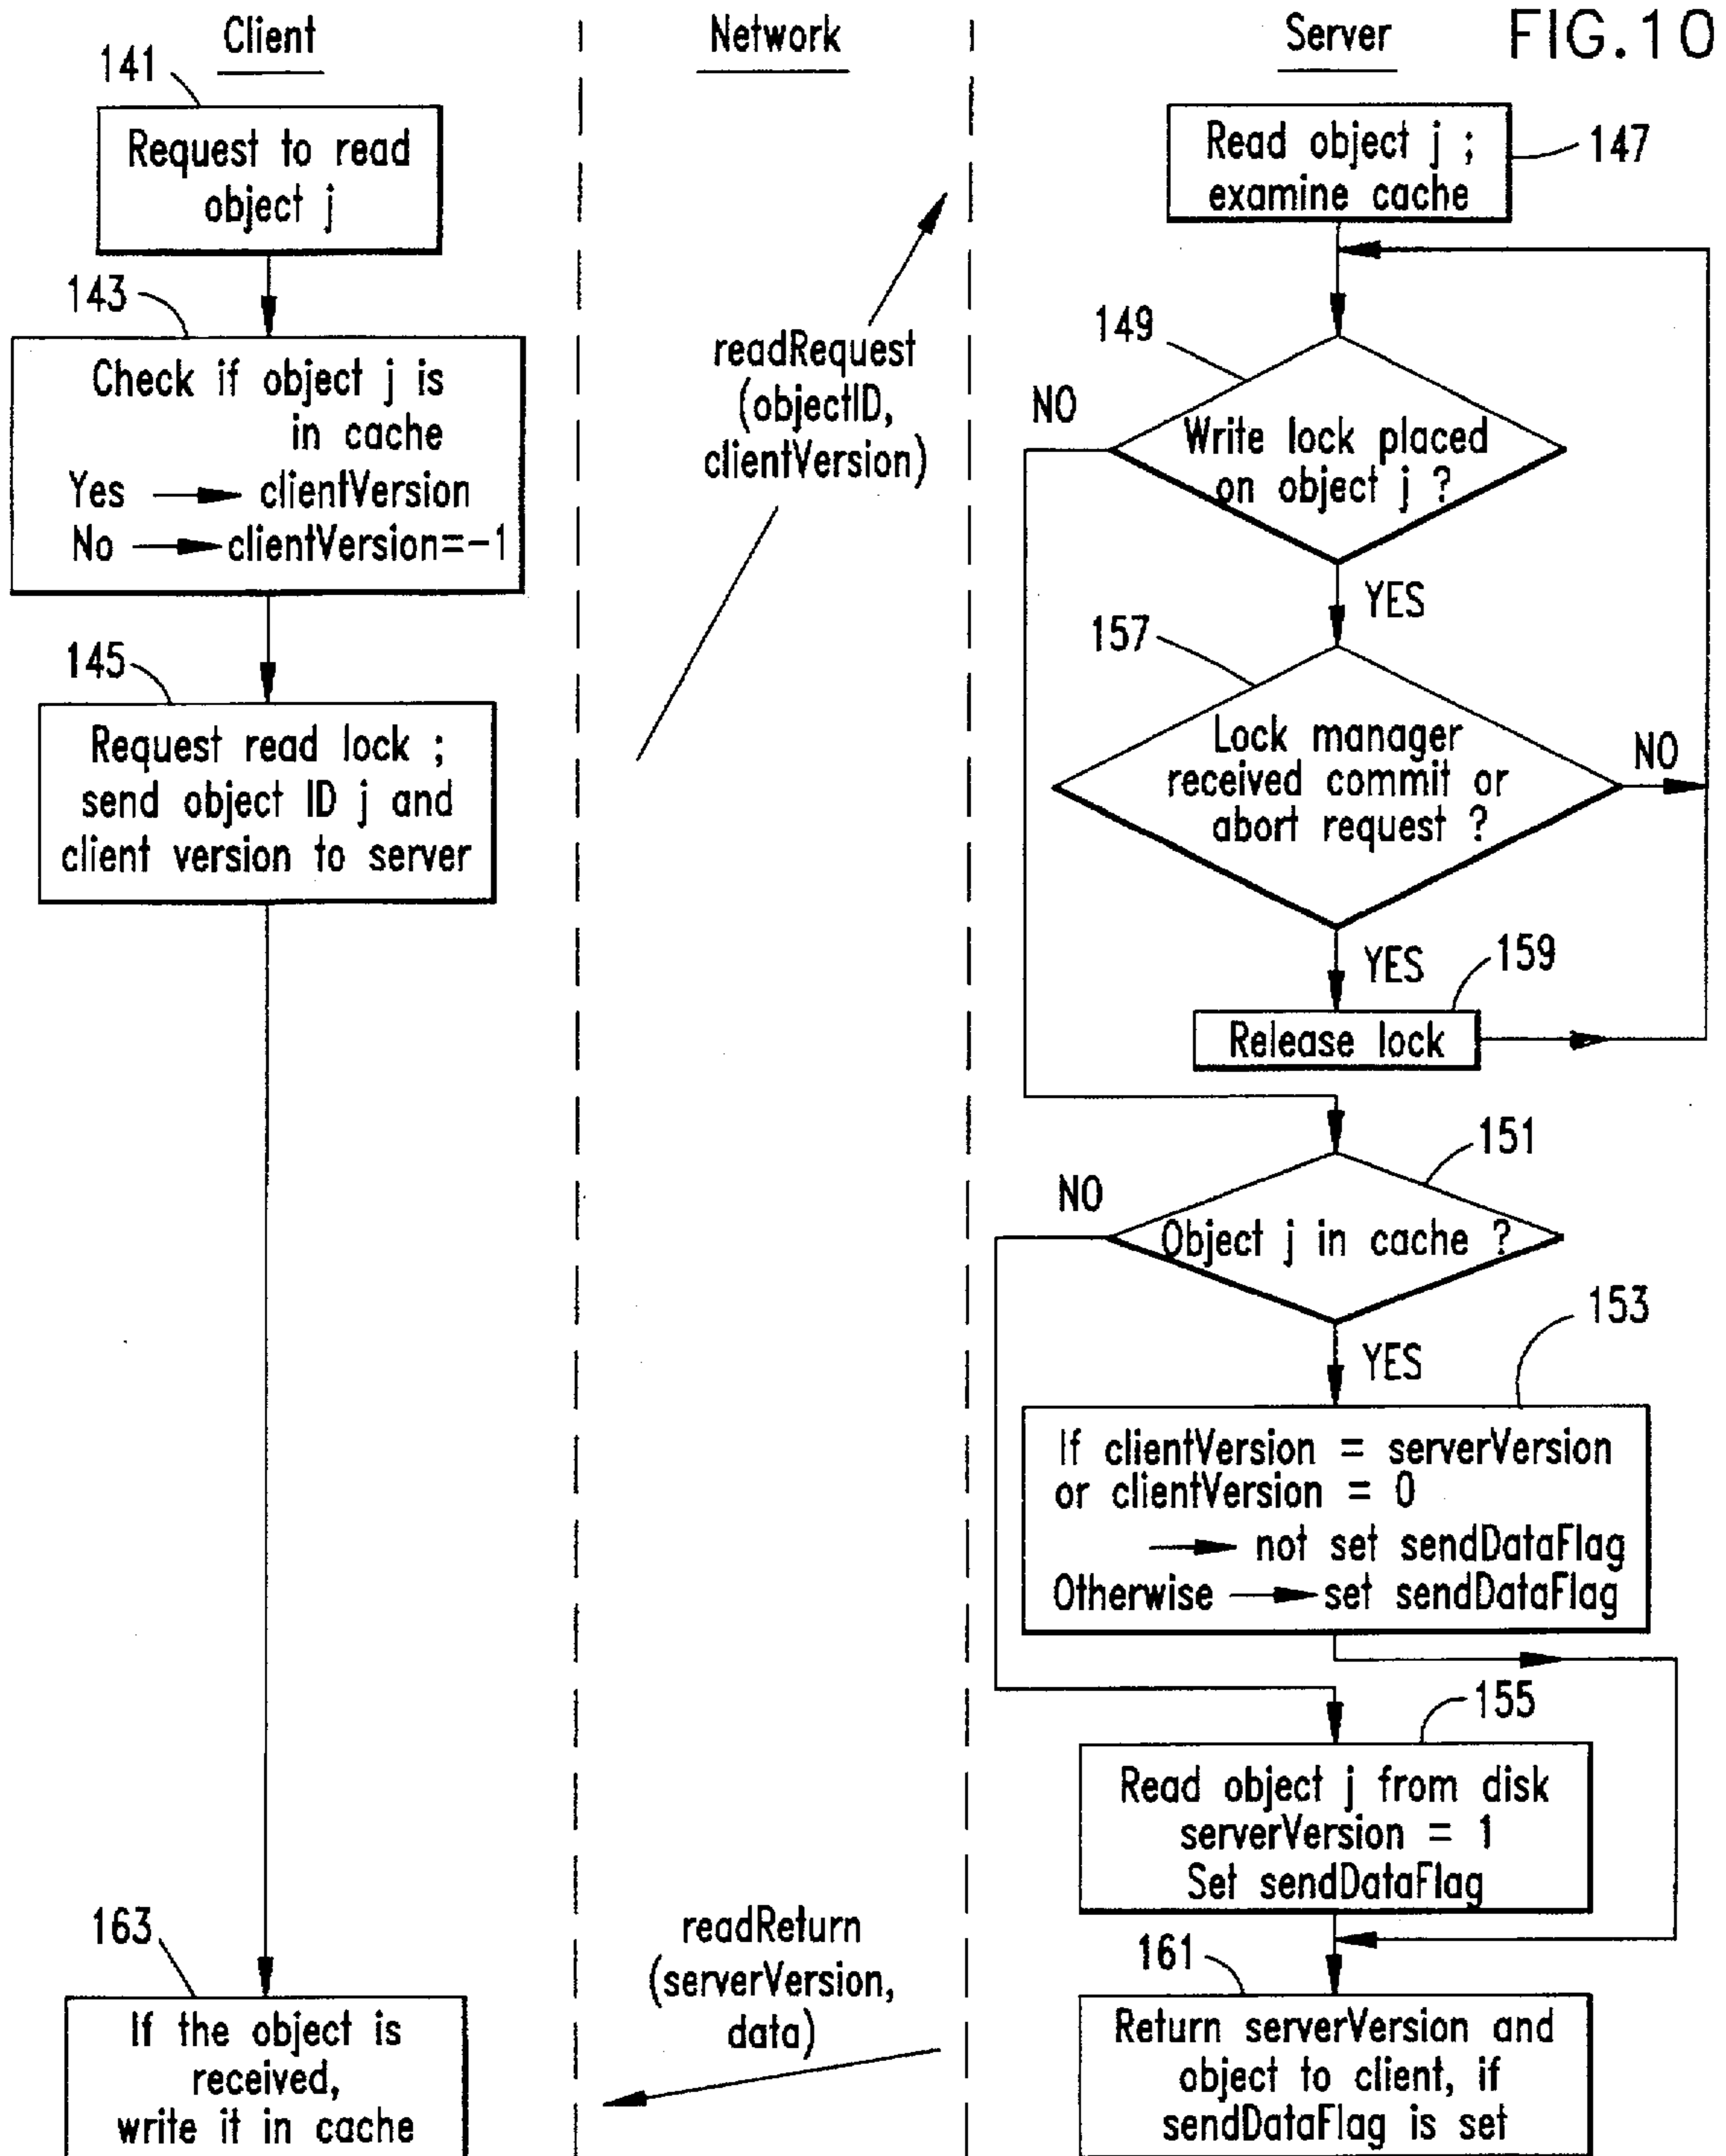 Client
Network
Server
FIG.10
141
Request to read
object j
143
Check if object j is
in cache
Yes → clientVersion
No → clientVersion=-1
145
Request read lock ;
send object ID j and
client version to server
readRequest
(objectID,
clientVersion)
Read object j ;
examine cache
147
149
NO
Write lock placed
on object j ?
YES
157
Lock manager
received commit or
abort request ?
NO
YES
159
Release lock
151
NO
Object j in cache ?
YES
153
If clientVersion = serverVersion
or clientVersion = 0
→ not set sendDataFlag
Otherwise → set sendDataFlag
155
Read object j from disk
serverVersion = 1
Set sendDataFlag
161
Return serverVersion and
object to client, if
sendDataFlag is set
readReturn
(serverVersion,
data)
163
If the object is
received,
write it in cache